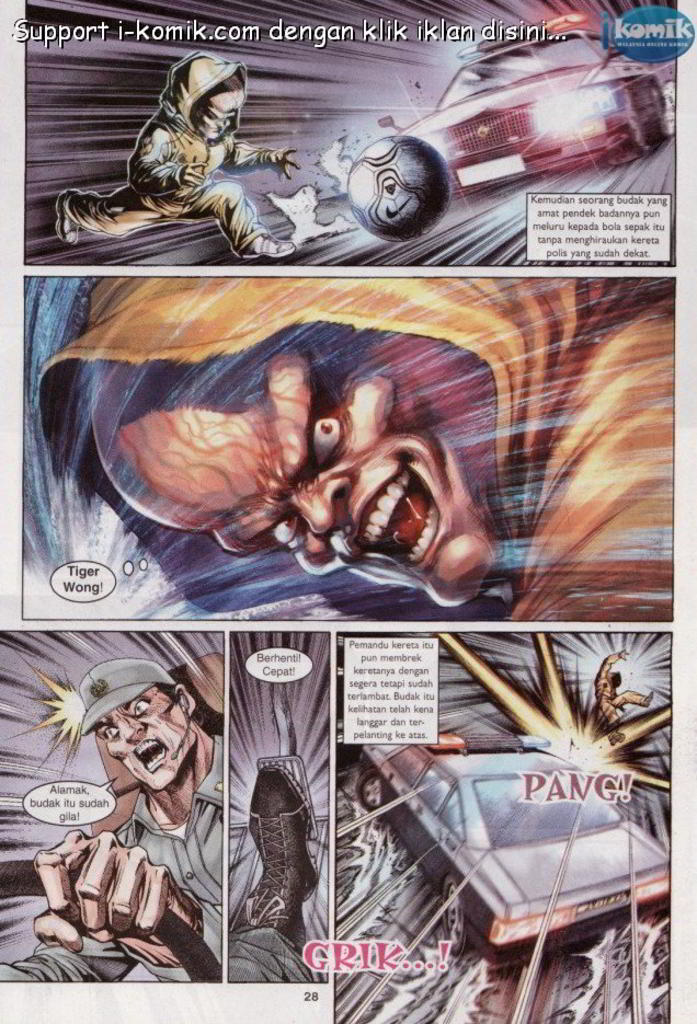 Support i-komik.com dengan klik iklan disini...
ikomik
MALAYSIA ONLINE KOMIK
Kemudian seorang budak yang
amat pendek badannya pun
meluru kepada bola sepak itu
tanpa menghiraukan kereta
polis yang sudah dekat.
Tiger
Wong!
Alamak,
budak itu sudah
gila!
Berhenti!
Cepat!
Pemandu kereta itu
pun membrek
keretanya dengan
segera tetapi sudah
terlambat. Budak itu
kelihatan telah kena
langgar dan ter-
pelanting ke atas.
PANG!
GRIK...!
28